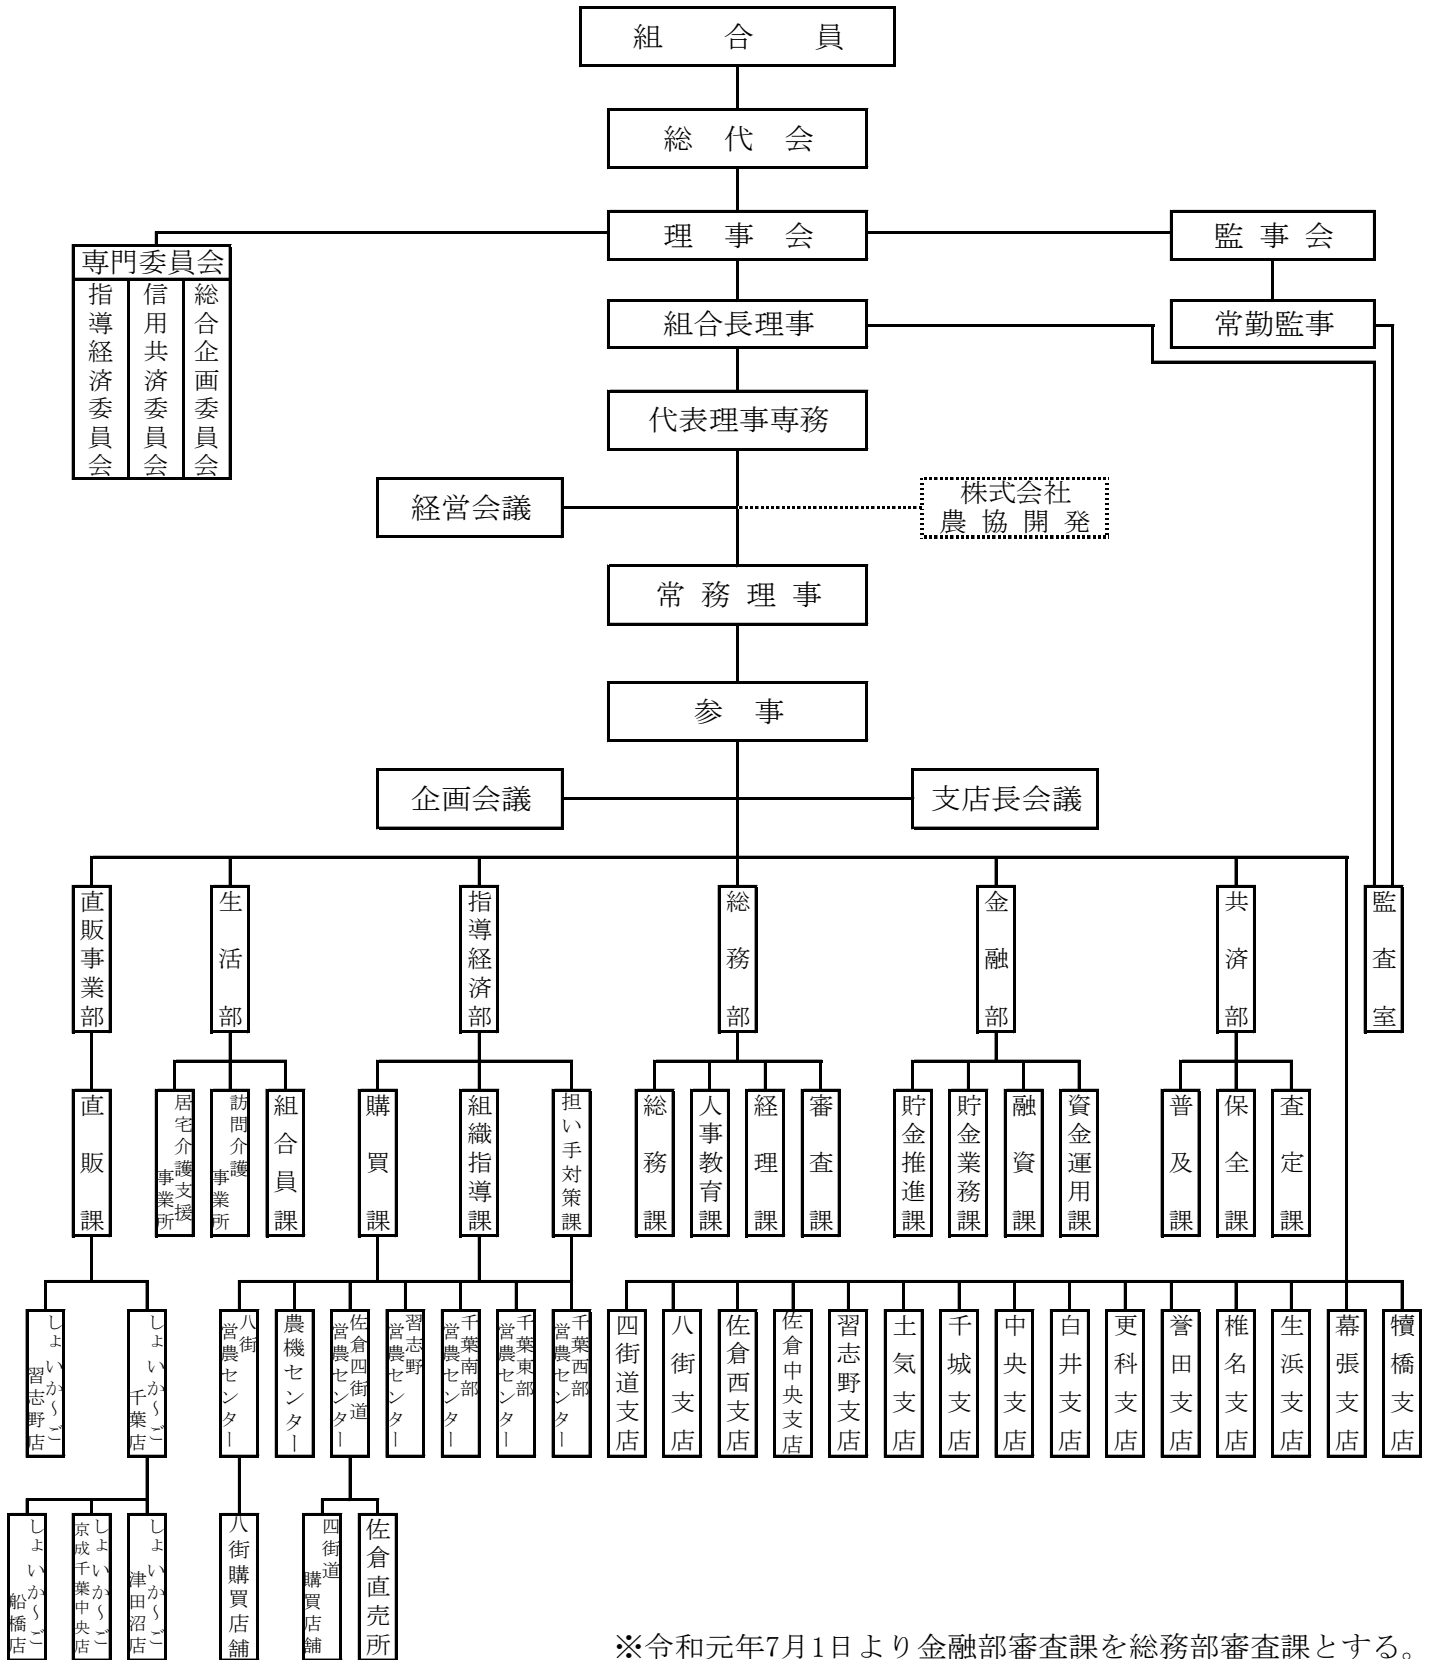 組合員
総代会
理事会
監事会
専門委員会
指導経済委員会
信用共済委員会
総合企画委員会
組合長理事
常勤監事
代表理事専務
経営会議
株式会社
農協開発
常務理事
参事
企画会議
支店長会議
直販事業部
生活部
指導経済部
総務部
金融部
共済部
監査室
直販課
居宅介護支援
事業所
訪問介護
事業所
組合員課
購買課
組織指導課
担い手対策課
総務課
人事教育課
経理課
審査課
貯金推進課
貯金業務課
融資課
資金運用課
普及課
保全課
査定課
しょいか～ご
習志野店
しょいか～ご
千葉店
八街
営農センター
農機センター
佐倉四街道
営農センター
習志野
営農センター
千葉南部
営農センター
千葉東部
営農センター
千葉西部
営農センター
四街道支店
八街支店
佐倉西支店
佐倉中央支店
習志野支店
土気支店
千城支店
中央支店
白井支店
更科支店
誉田支店
椎名支店
生浜支店
幕張支店
犢橋支店
しょいか～ご
船橋店
しょいか～ご
京成千葉中央店
しょいか～ご
津田沼店
八街購買店舗
四街道
購買店舗
佐倉直売所
※令和元年7月1日より金融部審査課を総務部審査課とする。